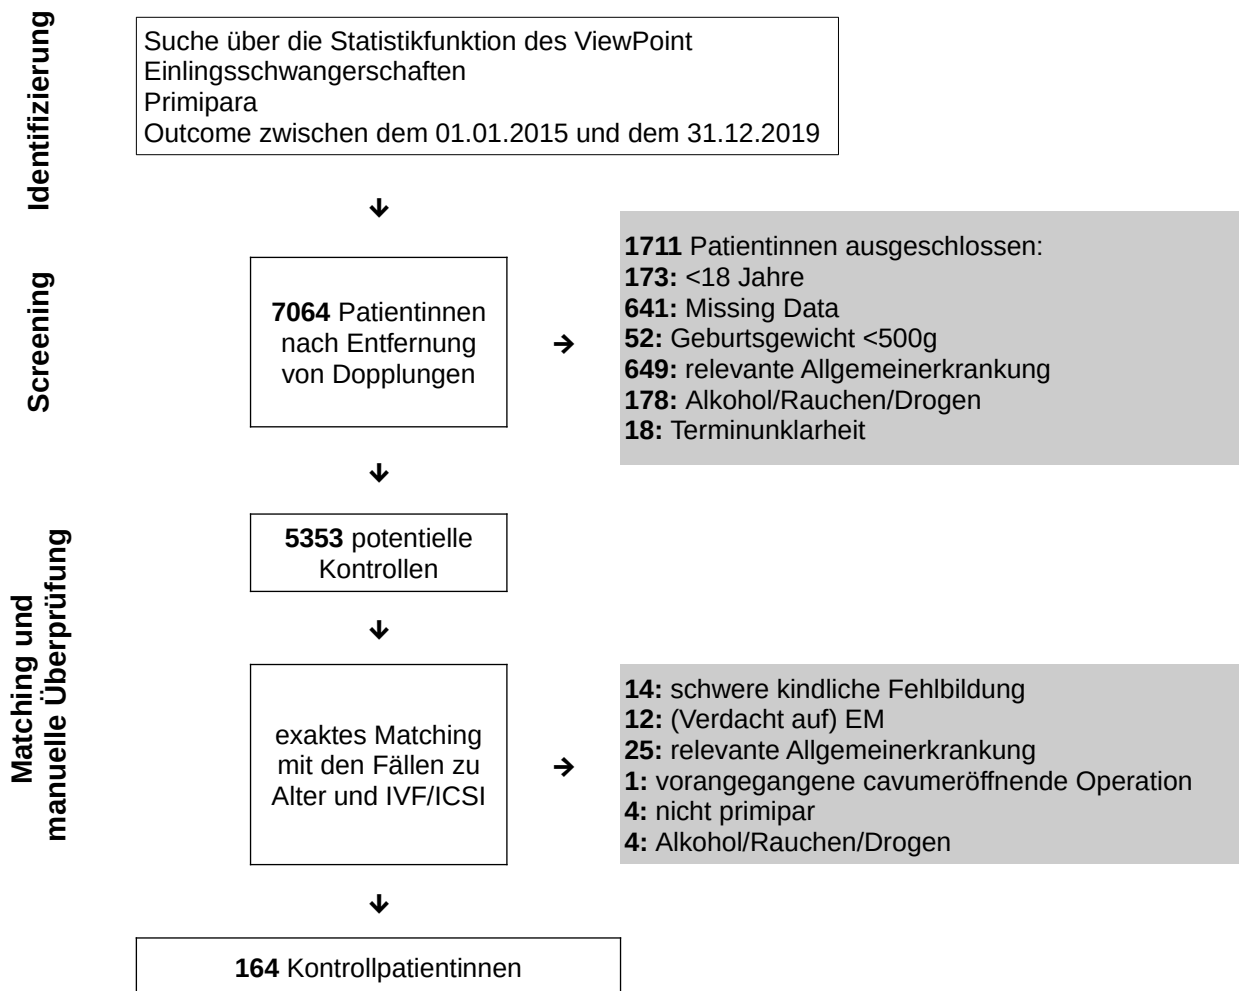 Identifizierung
Suche über die Statistikfunktion des ViewPoint
Einlingsschwangerschaften
Primipara
Outcome zwischen dem 01.01.2015 und dem 31.12.2019
Screening
7064 Patientinnen
nach Entfernung
von Dopplungen
1711 Patientinnen ausgeschlossen:
173: <18 Jahre
641: Missing Data
52: Geburtsgewicht <500g
649: relevante Allgemeinerkrankung
178: Alkohol/Rauchen/Drogen
18: Terminunklarheit
Matching und
manuelle Überprüfung
5353 potentielle
Kontrollen
exaktes Matching
mit den Fällen zu
Alter und IVF/ICSI
14: schwere kindliche Fehlbildung
12: (Verdacht auf) EM
25: relevante Allgemeinerkrankung
1: vorangegangene cavumeröffnende Operation
4: nicht primipar
4: Alkohol/Rauchen/Drogen
164 Kontrollpatientinnen